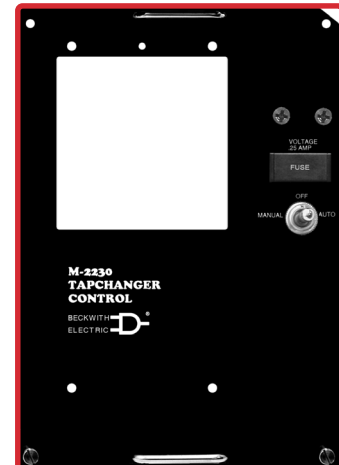 VOLTAGE
.25 AMP
FUSE
OFF
MANUAL AUTO
M-2230
TAPCHANGER
CONTROL
BECKWITH
ELECTRIC ®